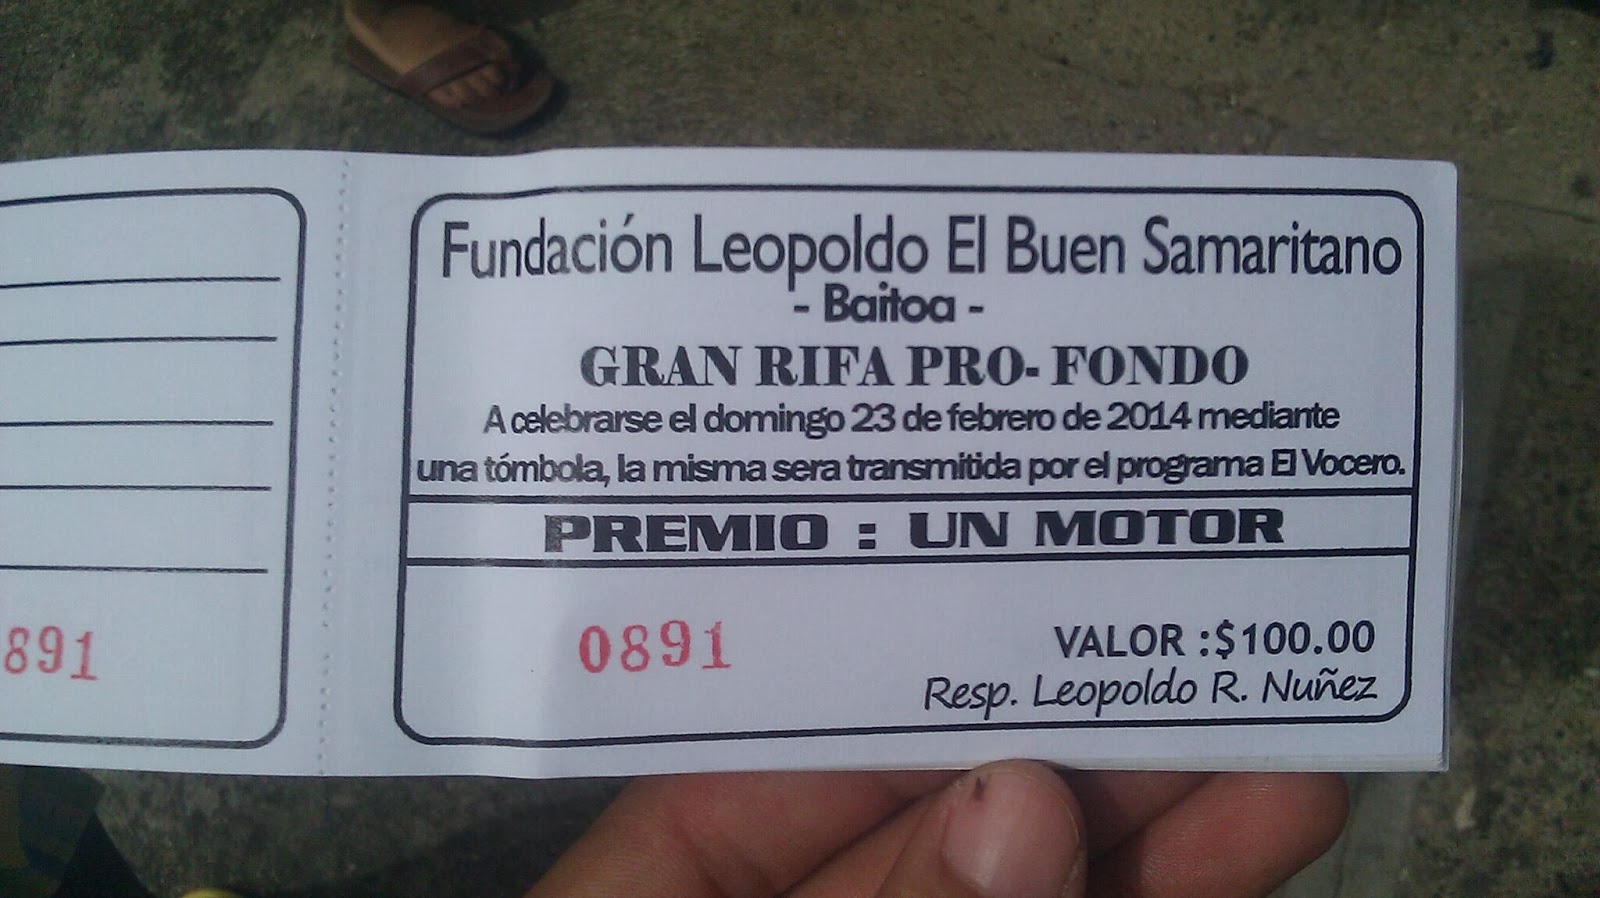 Fundación Leopoldo El Buen Samaritano
- Baitoa -
GRAN RIFA PRO- FONDO
A celebrarse el domingo 23 de febrero de 2014 mediante
una tómbola, la misma sera transmitida por el programa El Vocero.
PREMIO : UN MOTOR
891
0891
VALOR :$100.00
Resp. Leopoldo R. Nuñez